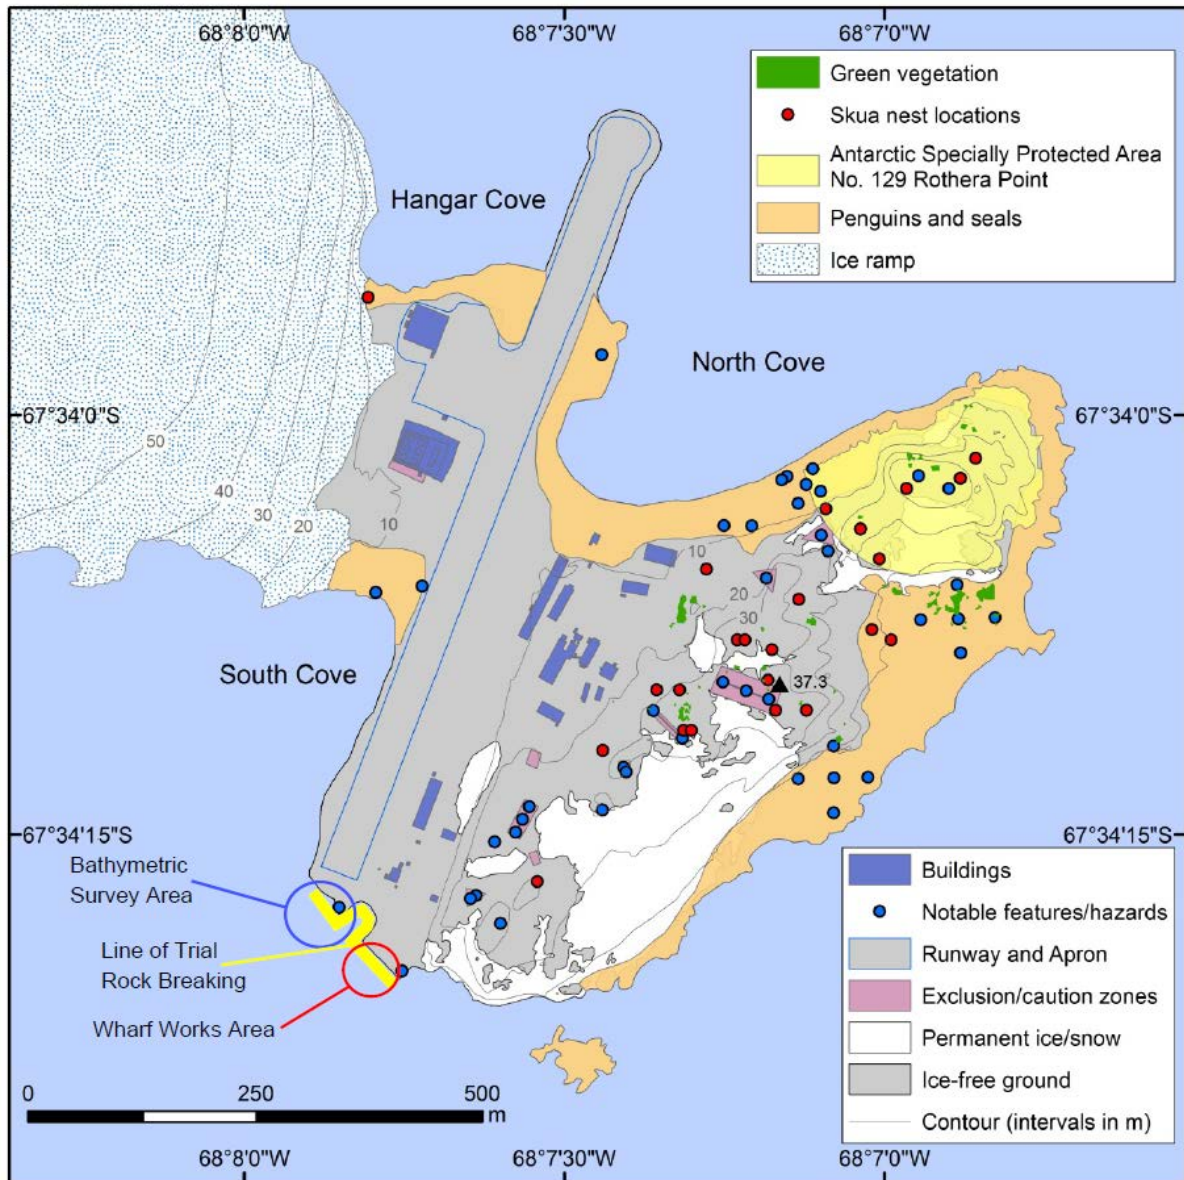 68°8'0"W
68°7'30"W
68°7'0"W
Green vegetation
Skua nest locations
Antarctic Specially Protected Area
No. 129 Rothera Point
Penguins and seals
Ice ramp
Hangar Cove
North Cove
67°34'0"S
67°34'0"S
50
40
30
20
10
10
20
30
37.3
South Cove
67°34'15"S
67°34'15"S
Bathymetric
Survey Area
Line of Trial
Rock Breaking
Wharf Works Area
Buildings
Notable features/hazards
Runway and Apron
Exclusion/caution zones
Permanent ice/snow
Ice-free ground
Contour (intervals in m)
0
250
500
m
68°8'0"W
68°7'30"W
68°7'0"W